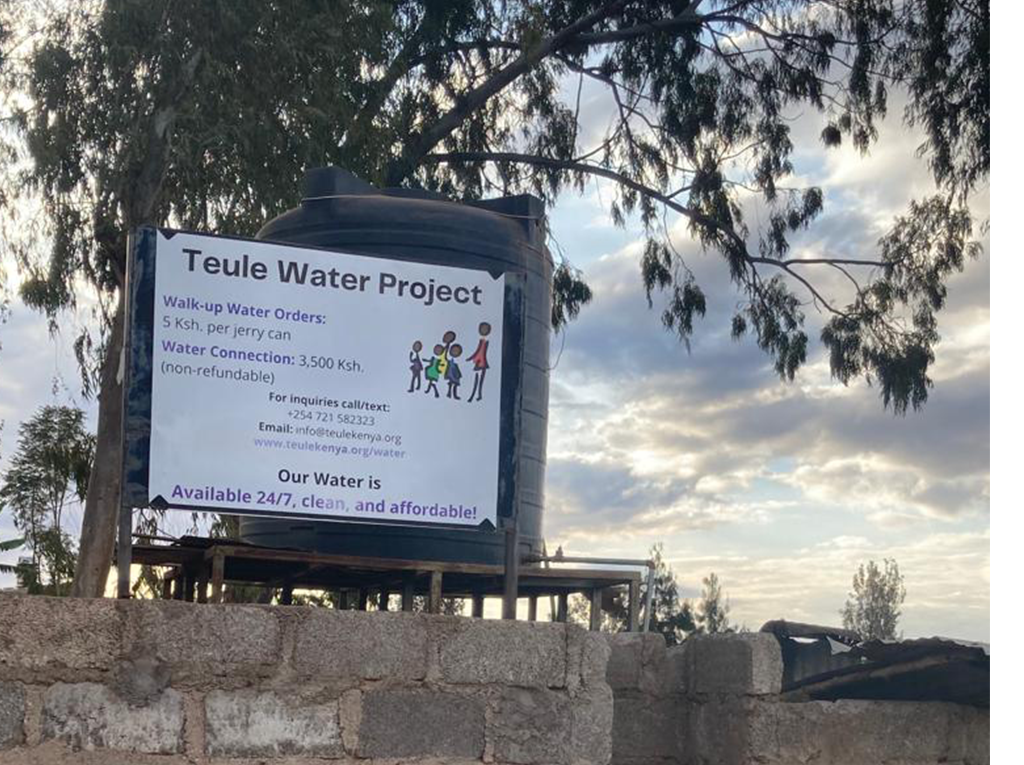 Teule Water Project
Walk-up Water Orders:
5 Ksh. per jerry can
Water Connection: 3,500 Ksh.
(non-refundable)
For inquiries call/text:
+254 721 582323
Email: info@teulekenya.org
www.teulekenya.org/water
Our Water is
Available 24/7, clean, and affordable!